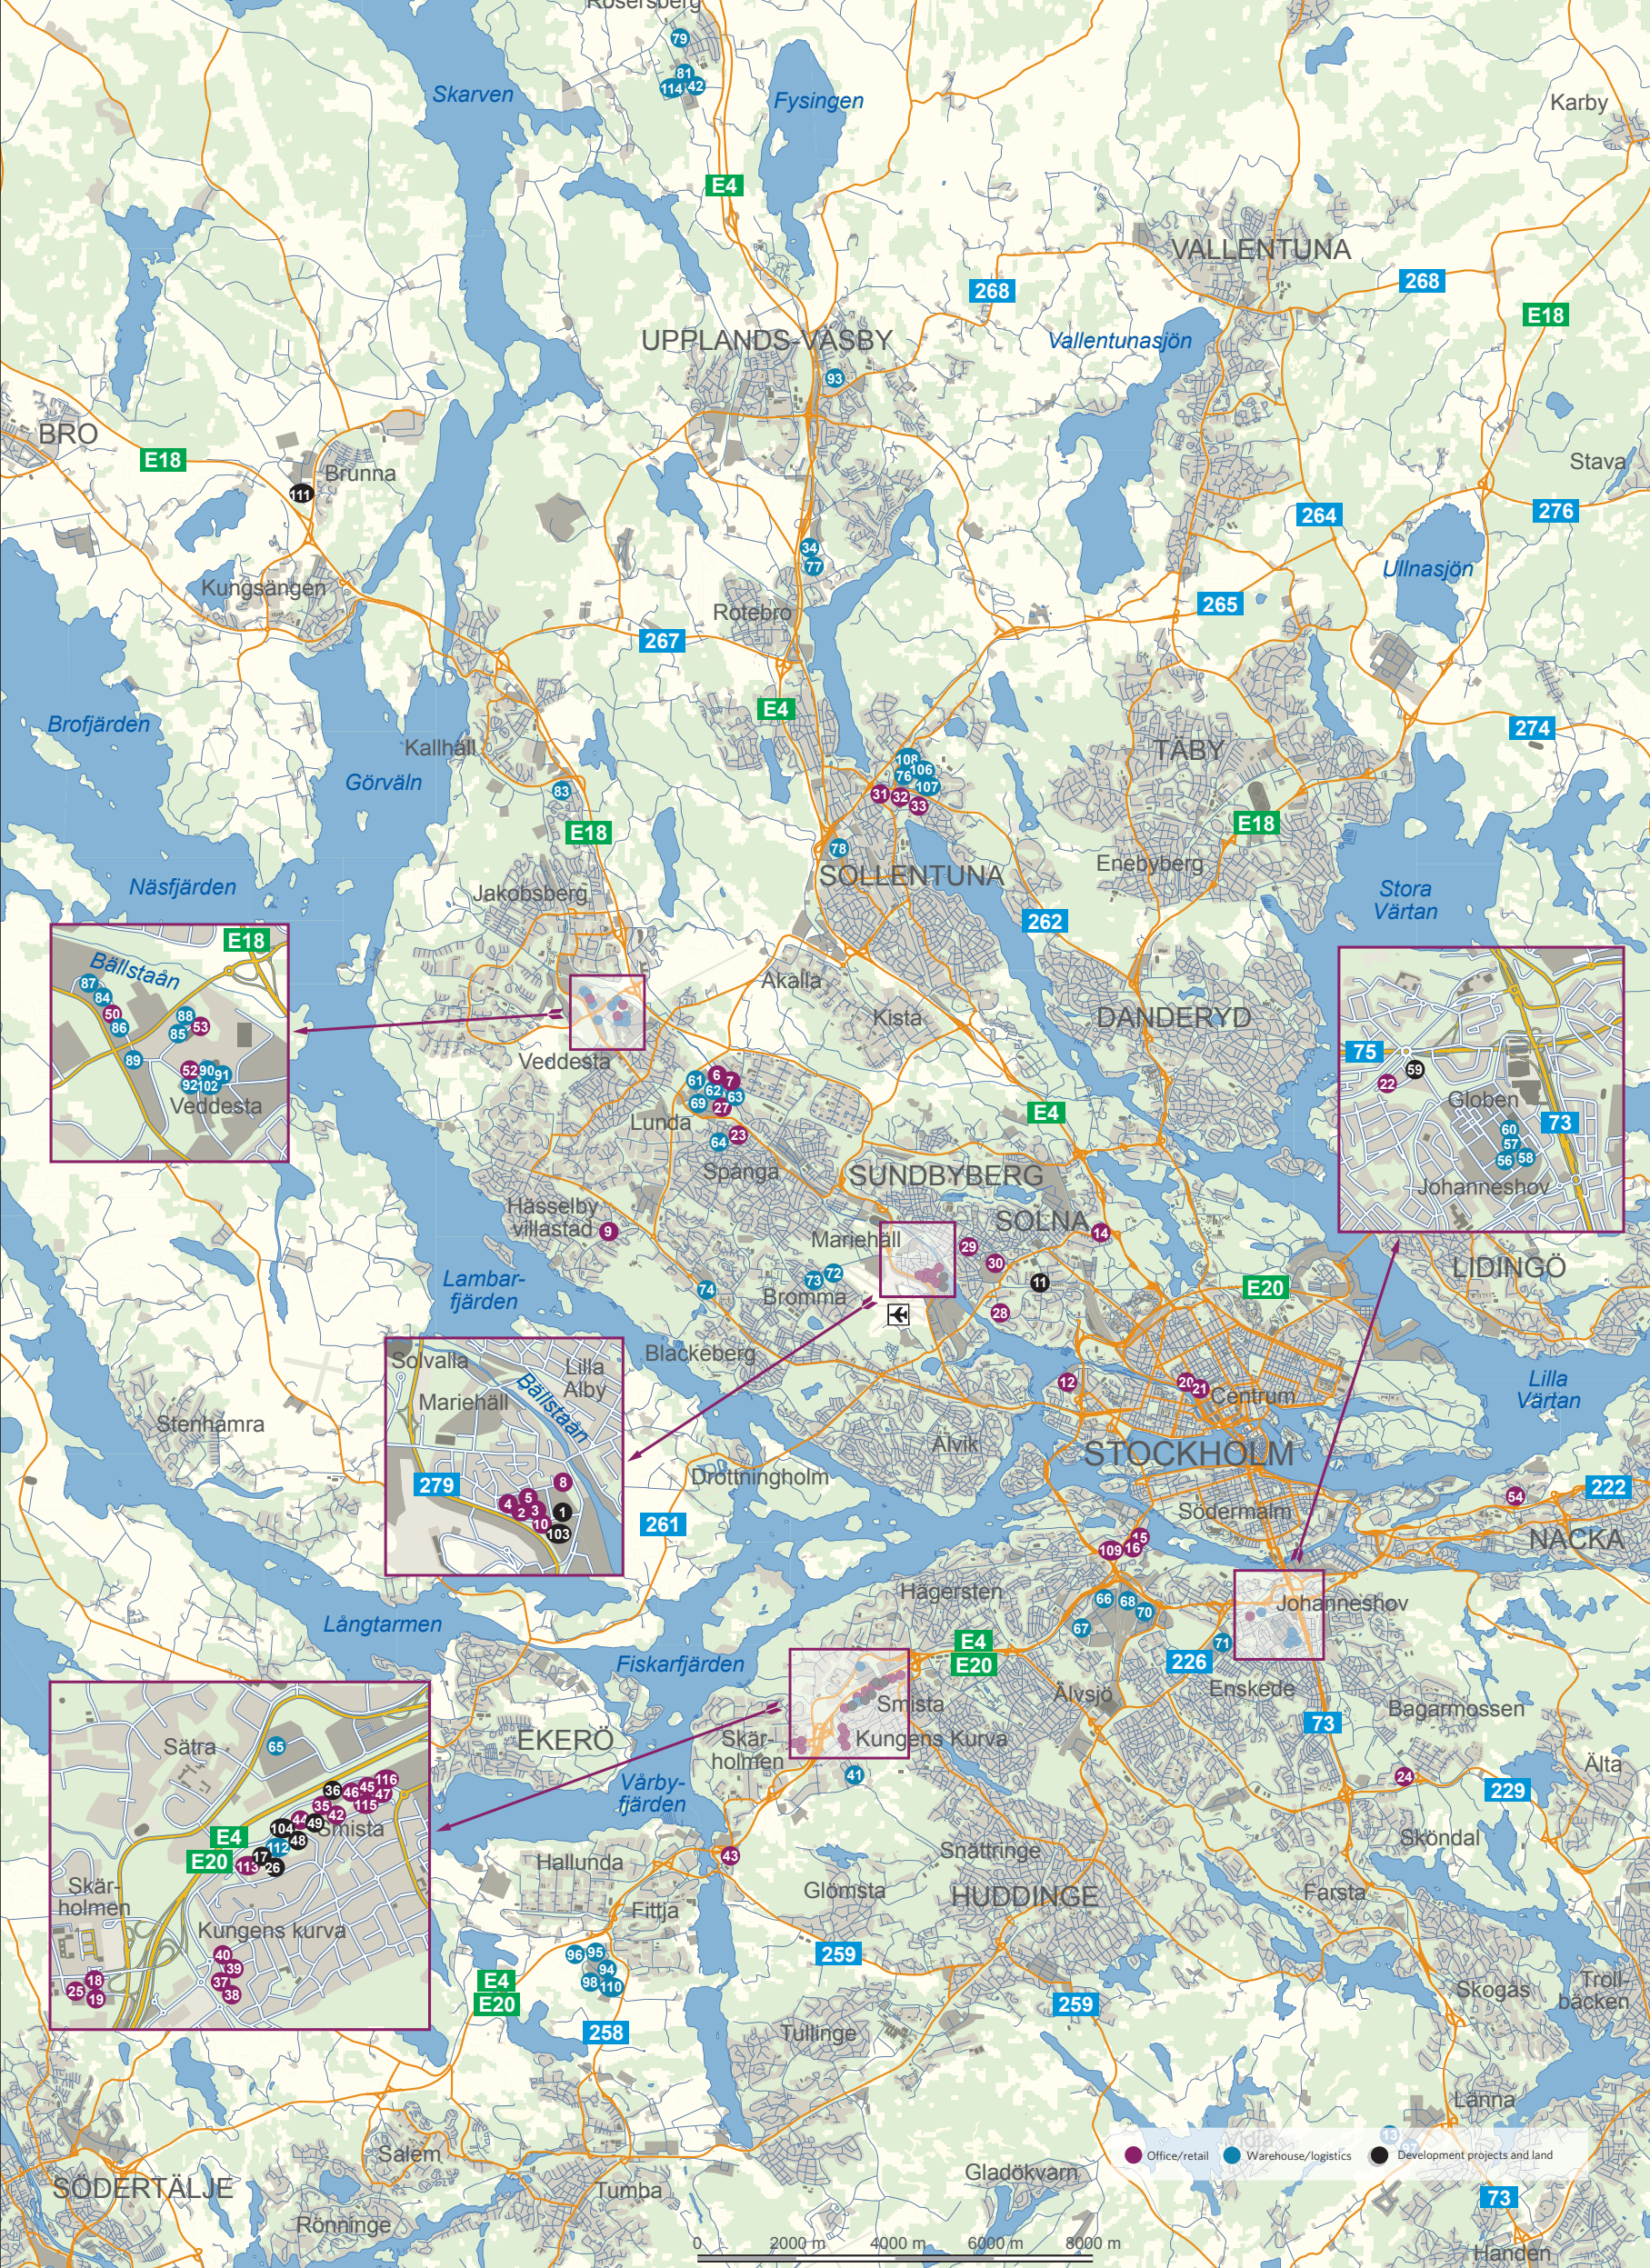 Rosersberg
79
81
114
42
Skarven
Fysingen
Karby
E4
VALLENTUNA
268
268
E18
UPPLANDS-VÄSBY
Vallentunasjön
93
BRO
E18
Brunna
111
Stava
264
276
34
77
Ullnasjön
Kungsängen
Rotebro
265
267
E4
Brofjärden
274
Kallhäll
TÄBY
Görväln
108
76
106
107
83
31
32
33
E18
E18
78
Enebyberg
SOLLENTUNA
Näsfjärden
Jakobsberg
Stora
Värtan
262
E18
Bällstaån
87
84
50
86
88
85
53
89
52
90
91
92
102
Veddesta
Akalla
Kista
DANDERYD
Veddesta
75
59
22
Globen
73
60
57
56
58
Johanneshov
61
6
7
62
63
69
27
Lunda
64
23
E4
Spånga
SUNDBYBERG
Hässelby
villastad
9
SOLNA
14
Mariehäll
29
30
LIDINGÖ
Lambar-
fjärden
74
73
72
Bromma
11
E20
28
Solvalla
Lilla
Alby
Mariehäll
Bällstaån
279
8
5
4
2
3
1
10
103
Blackeberg
12
20
21
Centrum
Lilla
Värtan
Stenhamra
Alvik
STOCKHOLM
Drottningholm
261
54
222
Södermalm
NACKA
15
16
109
Hägersten
66
68
70
67
Johanneshov
71
226
Långtarmen
Fiskarfjärden
E4
E20
Enskede
Älvsjö
Smista
Bagarmossen
73
Kungens Kurva
Skär-
holmen
EKERÖ
41
Vårby-
fjärden
24
229
Älta
Sätra
65
36
46
45
116
47
115
35
42
44
49
104
48
Smista
112
17
26
113
E4
E20
Skär-
holmen
Kungens kurva
40
39
37
38
18
25
19
43
Hallunda
Snättringe
Sköndal
Glömsta
HUDDINGE
Farsta
Fittja
96
95
94
98
110
259
E4
E20
258
259
Skogås
Troll-
bäcken
Tullinge
Länna
Salem
13
Office/retail
Warehouse/logistics
Development projects and land
Gladökvarn
SÖDERTÄLJE
Tumba
73
Rönninge
0
2000 m
4000 m
6000 m
8000 m
Handen